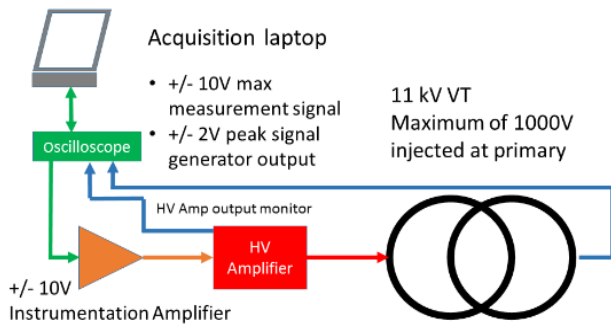 Acquisition laptop
• +/- 10V max
measurement signal
• +/- 2V peak signal
generator output
11 kV VT
Maximum of 1000V
injected at primary
Oscilloscope
HV Amp output monitor
HV
Amplifier
+/- 10V
Instrumentation Amplifier